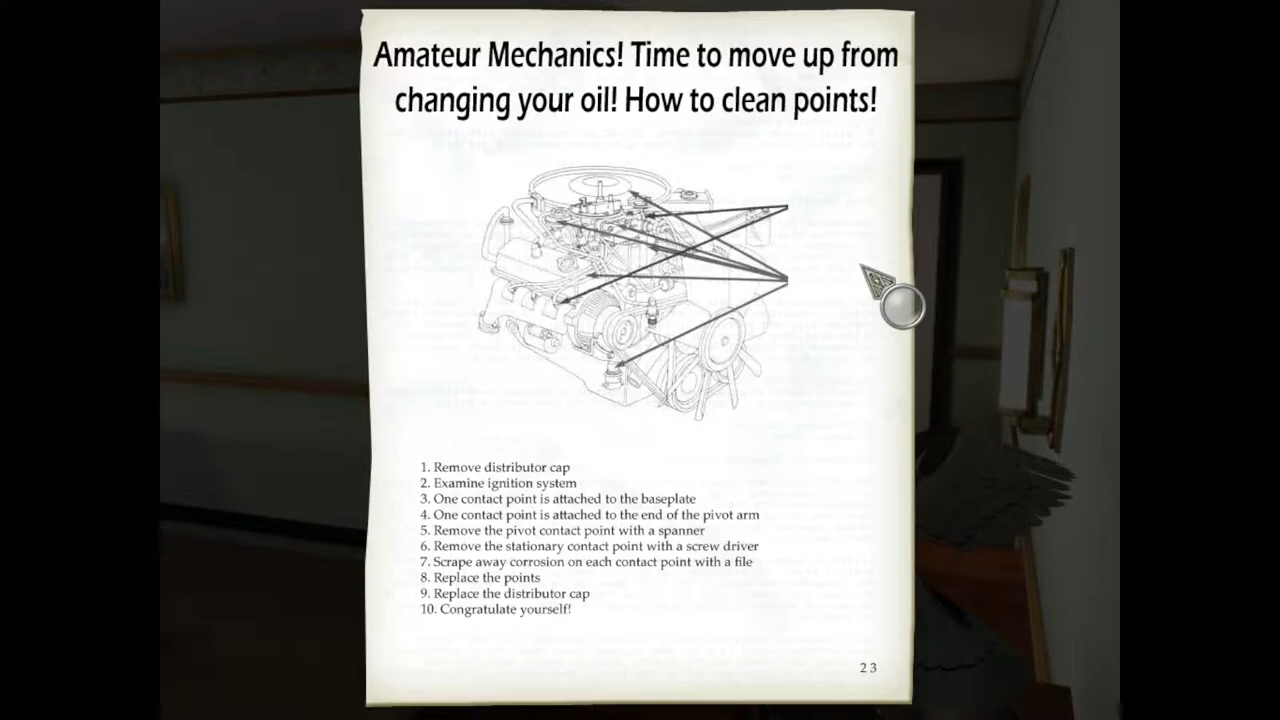 Amateur Mechanics! Time to move up from
changing your oil! How to clean points!
1. Remove distributor cap
2. Examine ignition system
3. One contact point is attached to the baseplate
4. One contact point is attached to the end of the pivot arm
5. Remove the pivot contact point with a spanner
6. Remove the stationary contact point with a screw driver
7. Scrape away corrosion on each contact point with a file
8. Replace the points
9. Replace the distributor cap
10. Congratulate yourself!
23